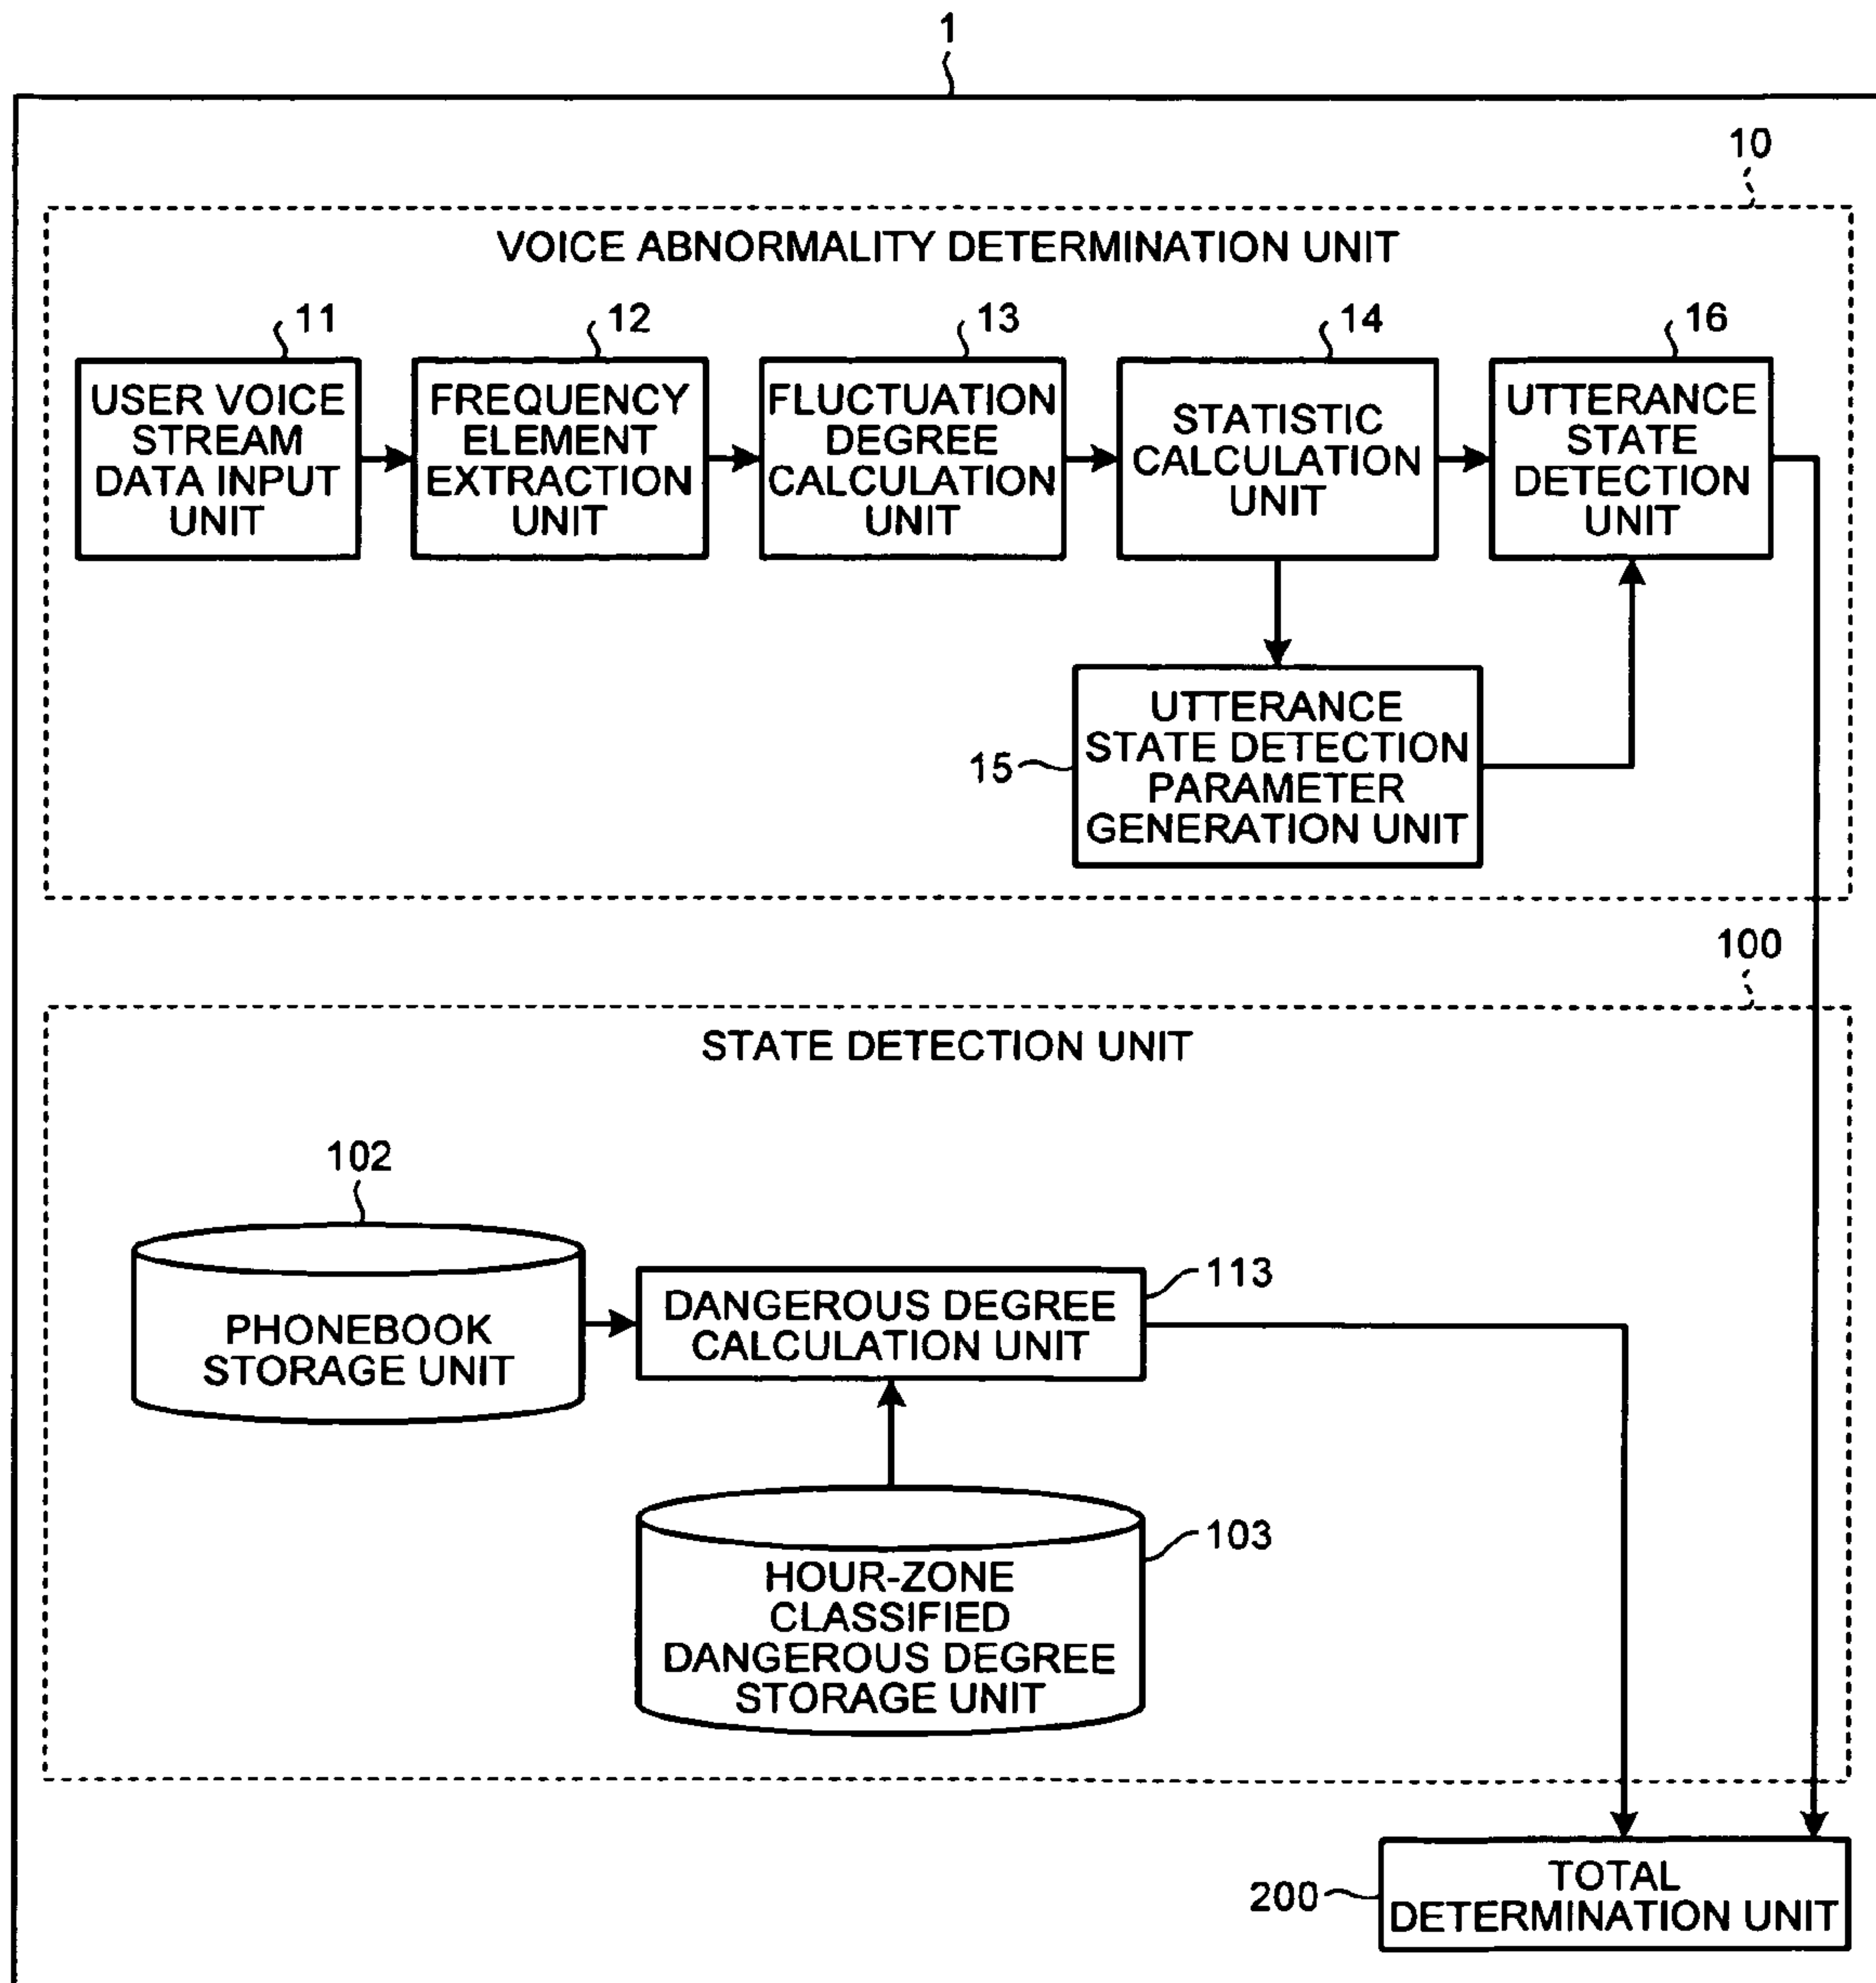 1
10
VOICE ABNORMALITY DETERMINATION UNIT
11
USER VOICE
STREAM
DATA INPUT
UNIT
12
FREQUENCY
ELEMENT
EXTRACTION
UNIT
13
FLUCTUATION
DEGREE
CALCULATION
UNIT
14
STATISTIC
CALCULATION
UNIT
16
UTTERANCE
STATE
DETECTION
UNIT
15
UTTERANCE
STATE DETECTION
PARAMETER
GENERATION UNIT
100
STATE DETECTION UNIT
102
PHONEBOOK
STORAGE UNIT
113
DANGEROUS DEGREE
CALCULATION UNIT
103
HOUR-ZONE
CLASSIFIED
DANGEROUS DEGREE
STORAGE UNIT
200
TOTAL
DETERMINATION UNIT